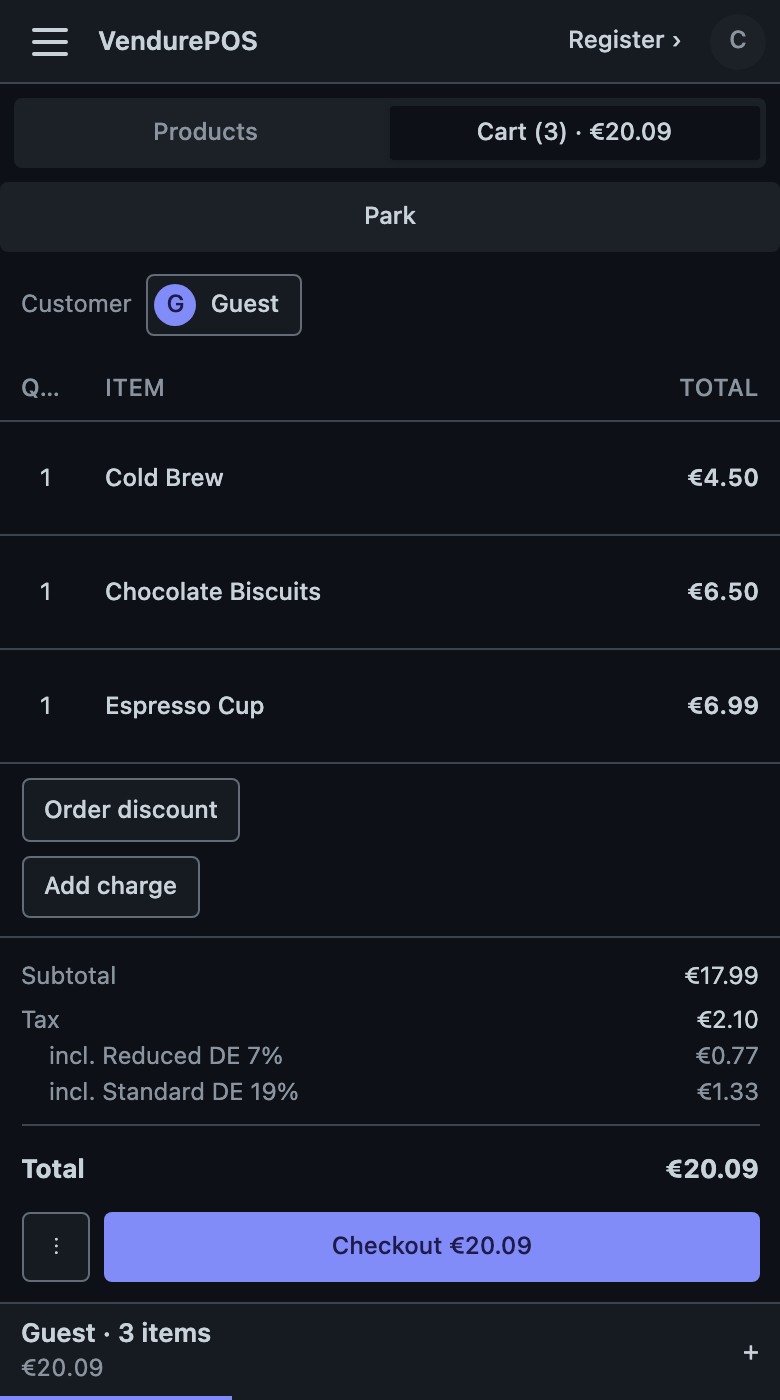 VendurePOS
Register ›
C
Products
Cart (3) · €20.09
Park
Customer
G
Guest
Q... ITEM TOTAL
1 Cold Brew €4.50
1 Chocolate Biscuits €6.50
1 Espresso Cup €6.99
Order discount
Add charge
Subtotal €17.99
Tax €2.10
incl. Reduced DE 7% €0.77
incl. Standard DE 19% €1.33
Total €20.09
Checkout €20.09
Guest · 3 items
€20.09
+